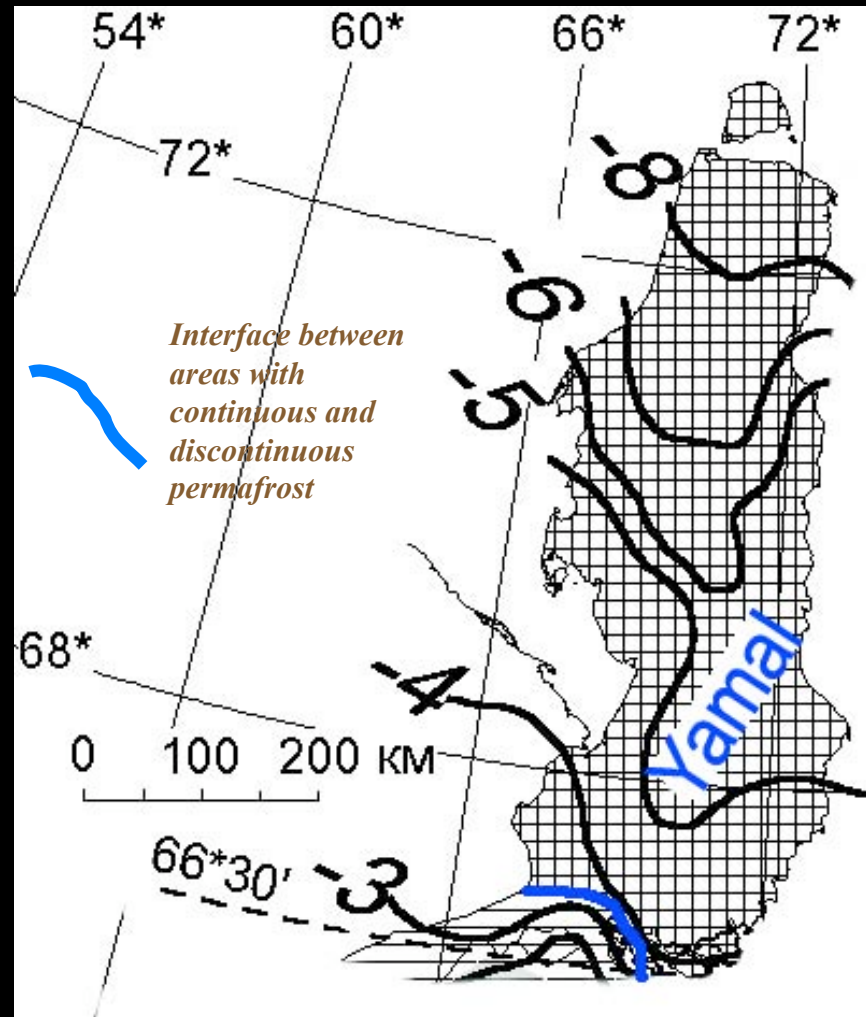 54* 60* 66* 72*
72*
-8
-6
-5
Interface between
areas with
continuous and
discontinuous
permafrost
68*
-4
Yamal
0 100 200 км
66*30'
-3